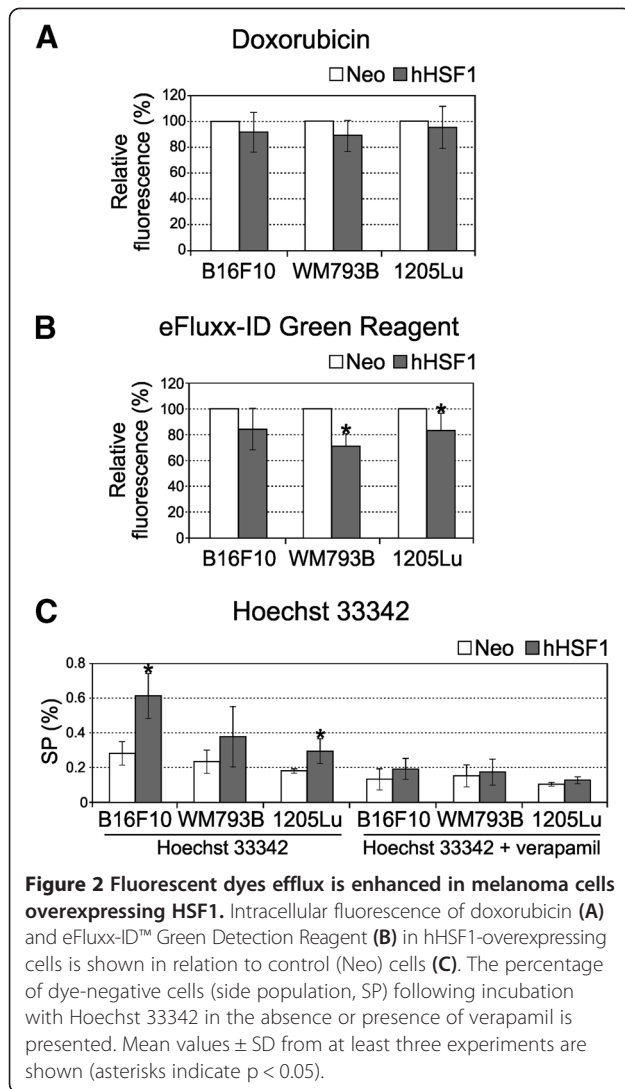 A
Doxorubicin
Neo hHSF1
Relative
fluorescence (%)
120
100
80
60
40
20
0
B16F10 WM793B 1205Lu
B
eFluxx-ID Green Reagent
Neo hHSF1
Relative
fluorescence (%)
120
100
80
60
40
20
0
* *
B16F10 WM793B 1205Lu
C
Hoechst 33342
Neo hHSF1
SP (%)
0.8
0.6
0.4
0.2
0
* *
B16F10 WM793B 1205Lu B16F10 WM793B 1205Lu
Hoechst 33342 Hoechst 33342 + verapamil
Figure 2 Fluorescent dyes efflux is enhanced in melanoma cells
overexpressing HSF1. Intracellular fluorescence of doxorubicin (A)
and eFluxx-ID™ Green Detection Reagent (B) in hHSF1-overexpressing
cells is shown in relation to control (Neo) cells (C). The percentage
of dye-negative cells (side population, SP) following incubation
with Hoechst 33342 in the absence or presence of verapamil is
presented. Mean values ± SD from at least three experiments are
shown (asterisks indicate p < 0.05).